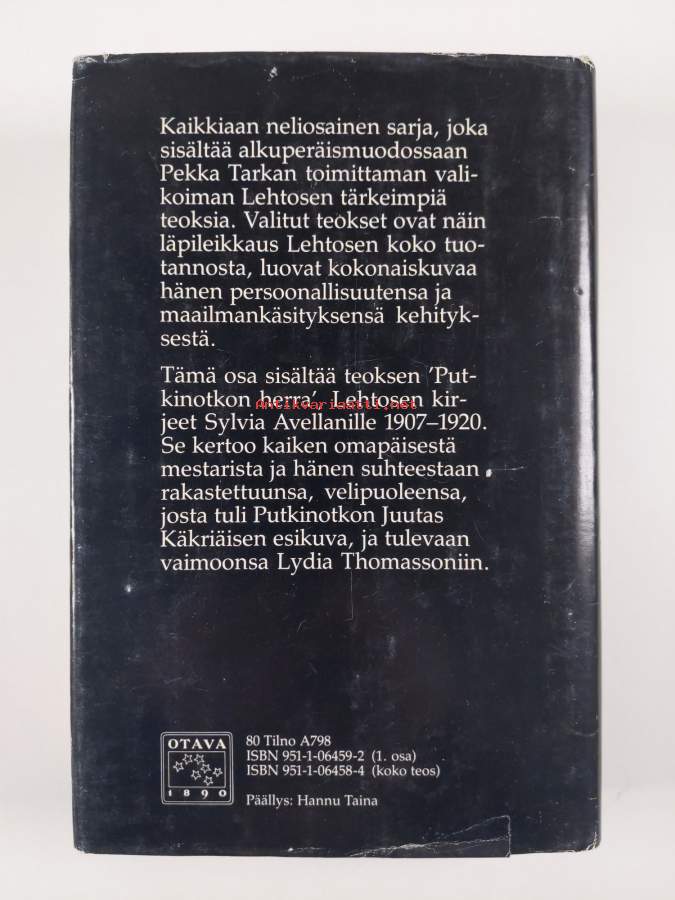 Kaikkiaan neliosainen sarja, joka
sisältää alkuperäismuodossaan
Pekka Tarkan toimittaman vali-
koiman Lehtosen tärkeimpiä
teoksia. Valitut teokset ovat näin
läpileikkaus Lehtosen koko tuo-
tannosta, luovat kokonaiskuvaa
hänen persoonallisuutensa ja
maailmankäsityksensä kehityk-
sestä.
Tämä osa sisältää teoksen 'Put-
kinotkon herra', Lehtosen kir-
Antikvariaatti.net
jeet Sylvia Avellanille 1907–1920.
Se kertoo kaiken omapäisestä
mestarista ja hänen suhteestaan
rakastettuunsa, velipuoleensa,
josta tuli Putkinotkon Juutas
Käkriäisen esikuva, ja tulevaan
vaimoonsa Lydia Thomassoniin.
OTAVA
1890
80 Tilno A798
ISBN 951-1-06459-2 (1. osa)
ISBN 951-1-06458-4 (koko teos)
Päällys: Hannu Taina